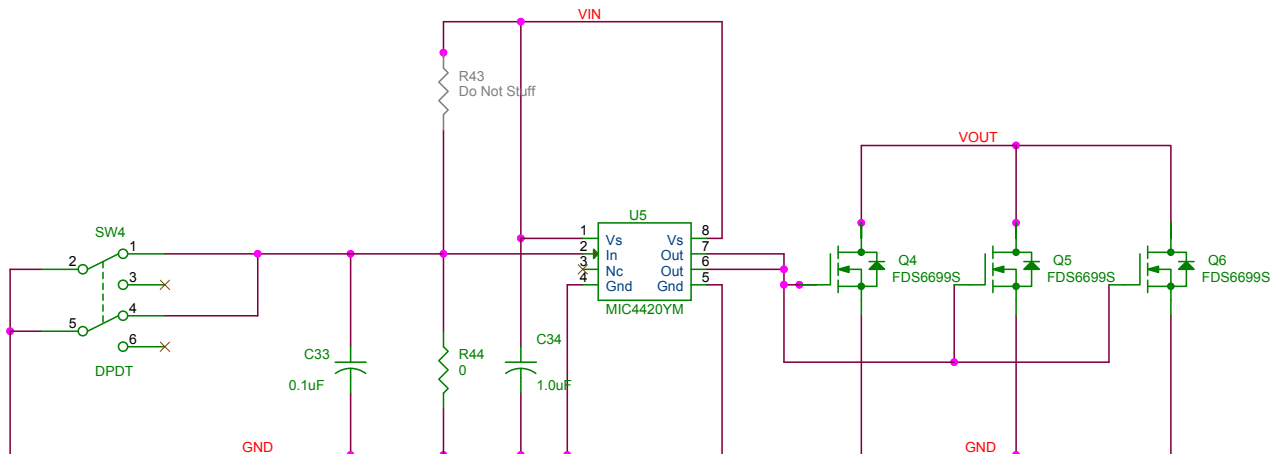 VIN
R43
Do Not Stuff
VOUT
U5
SW4
1
2
3
4
5
6
DPDT
1
2
3
4
Vs
In
Nc
Gnd
Vs
Out
Out
Gnd
8
7
6
5
MIC4420YM
Q4
FDS6699S
Q5
FDS6699S
Q6
FDS6699S
C33
0.1uF
R44
0
C34
1.0uF
GND
GND